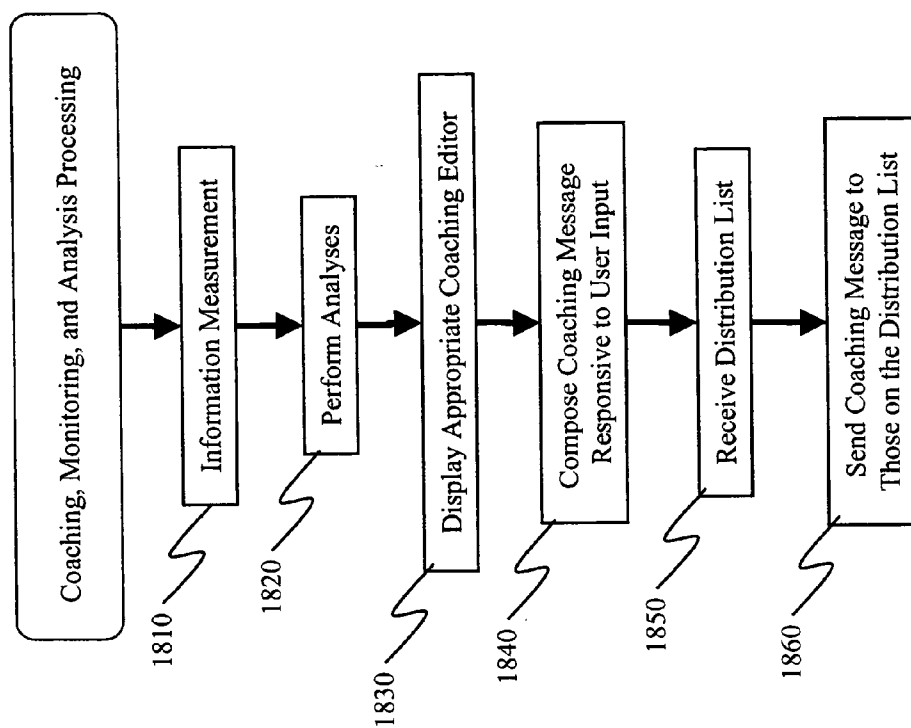 Coaching, Monitoring, and Analysis Processing
1810
Information Measurement
1820
Perform Analyses
1830
Display Appropriate Coaching Editor
1840
Compose Coaching Message
Responsive to User Input
1850
Receive Distribution List
1860
Send Coaching Message to
Those on the Distribution List